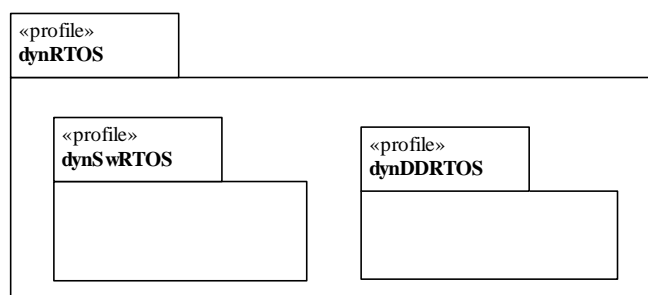 «profile»
dynRTOS
«profile»
dynSwRTOS
«profile»
dynDDRTOS